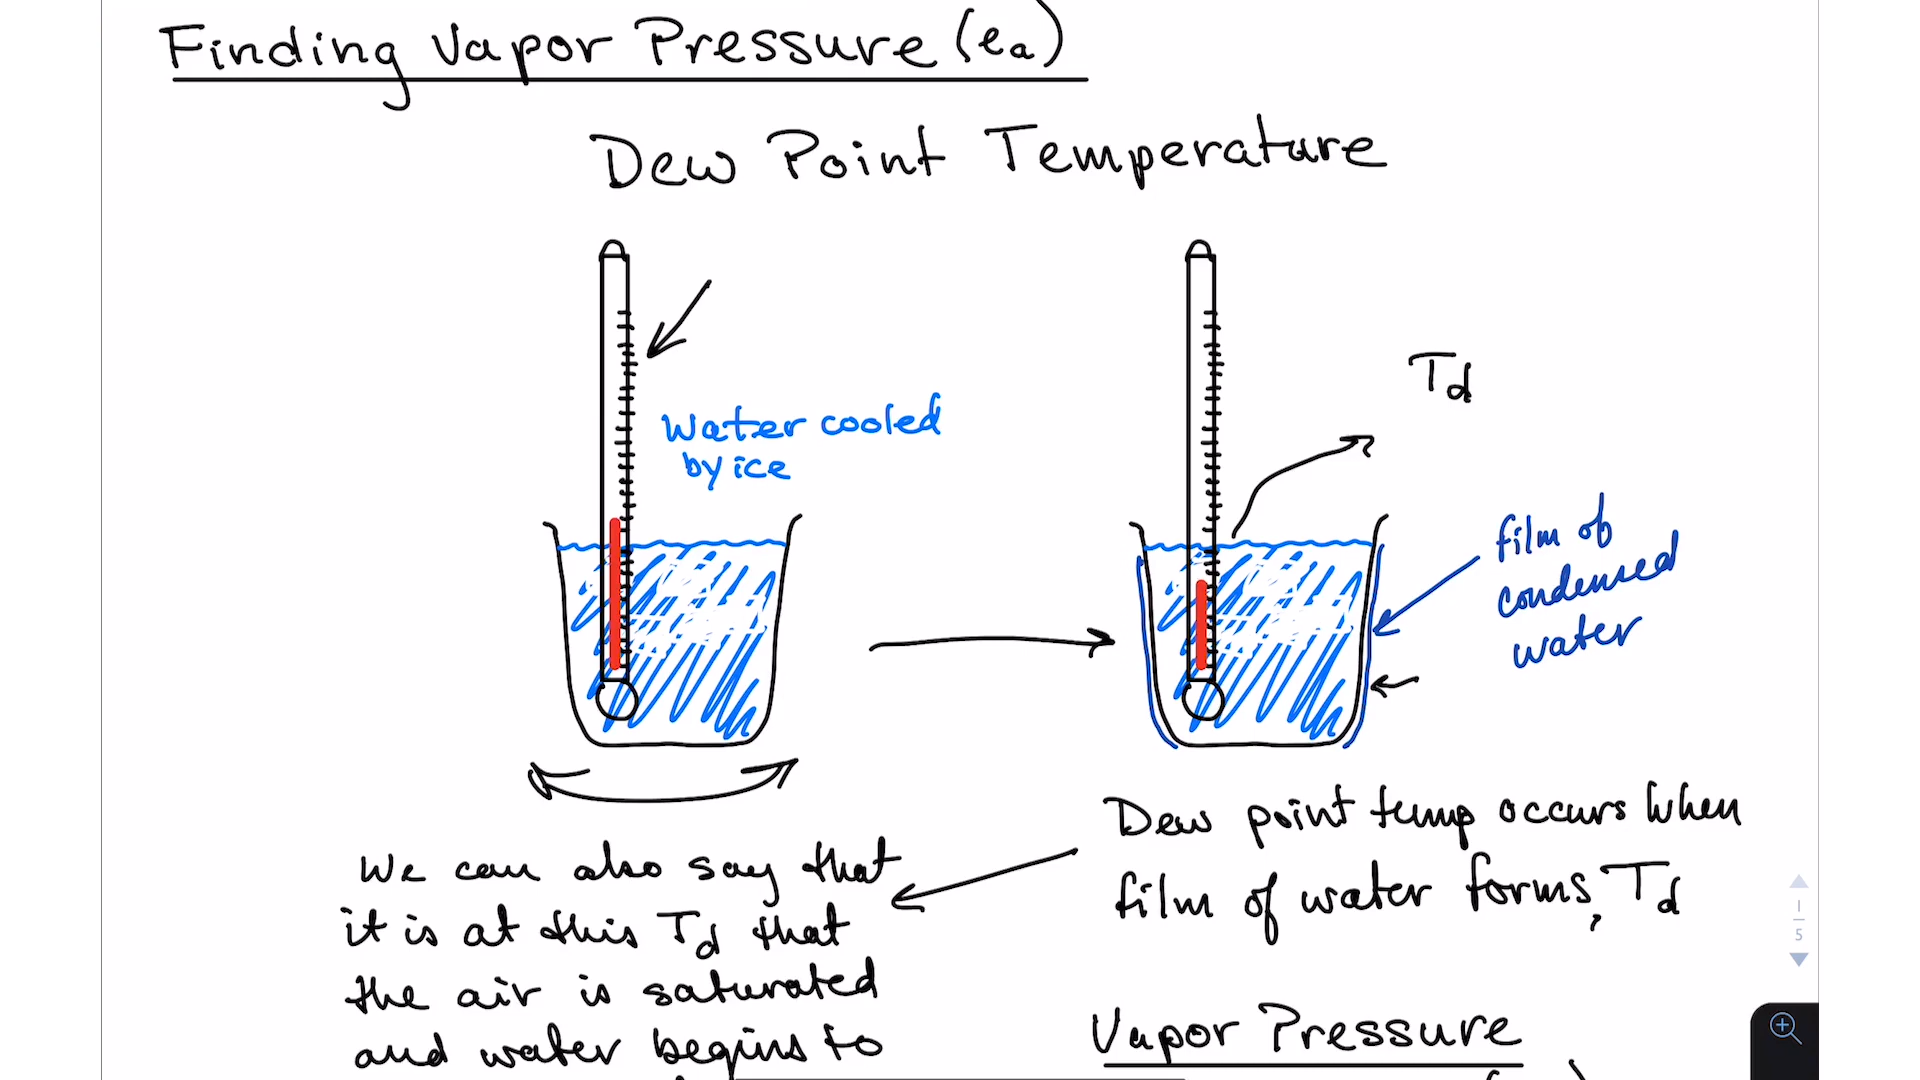 Finding Vapor Pressure (ea)
Dew Point Temperature
Water cooled
by ice
Td
film of
condensed
water
Dew point temp occurs when
film of water forms, Td
We can also say that
it is at this Td that
the air is saturated
and water begins to
Vapor Pressure
1
5